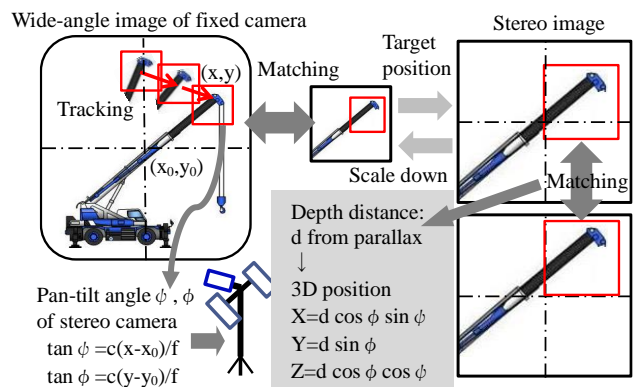 Wide-angle image of fixed camera
Tracking
(x,y)
(x₀,y₀)
Matching
Target
position
Scale down
Stereo image
Matching
Pan-tilt angle ψ , ϕ
of stereo camera
tan ψ =c(x-x₀)/f
tan ϕ =c(y-y₀)/f
Depth distance:
d from parallax
↓
3D position
X=d cos ϕ sin ψ
Y=d sin ϕ
Z=d cos ϕ cos ψ